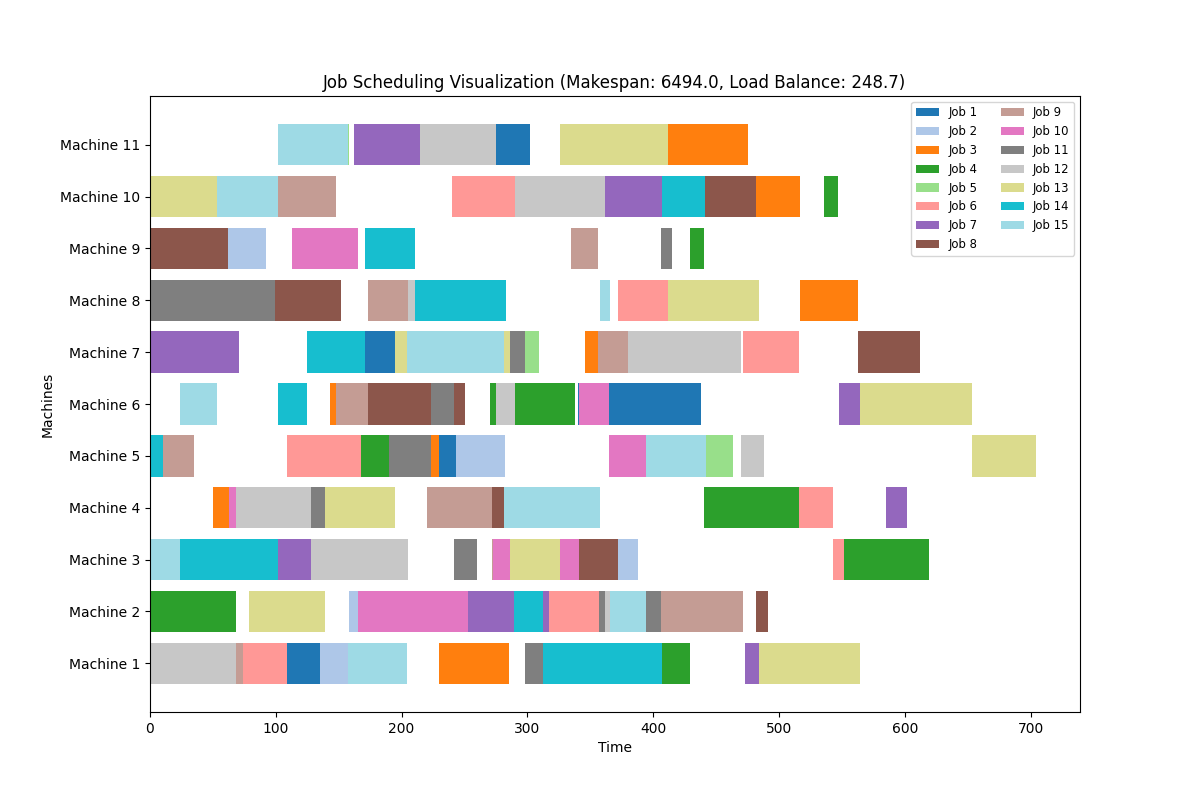 Job Scheduling Visualization (Makespan: 6494.0, Load Balance: 248.7)
Job 1
Job 2
Job 3
Job 4
Job 5
Job 6
Job 7
Job 8
Job 9
Job 10
Job 11
Job 12
Job 13
Job 14
Job 15
Machine 11
Machine 10
Machine 9
Machine 8
Machine 7
Machine 6
Machine 5
Machine 4
Machine 3
Machine 2
Machine 1
Machines
0 100 200 300 400 500 600 700
Time